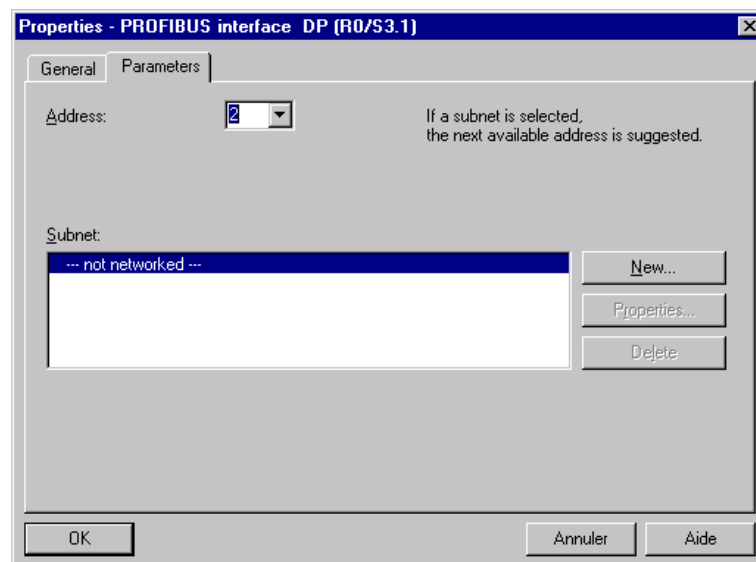 Properties - PROFIBUS interface DP (R0/S3.1)
General Parameters
Address: 2 If a subnet is selected,
the next available address is suggested.
Subnet:
--- not networked ---
New...
Properties...
Delete
OK Annuler Aide